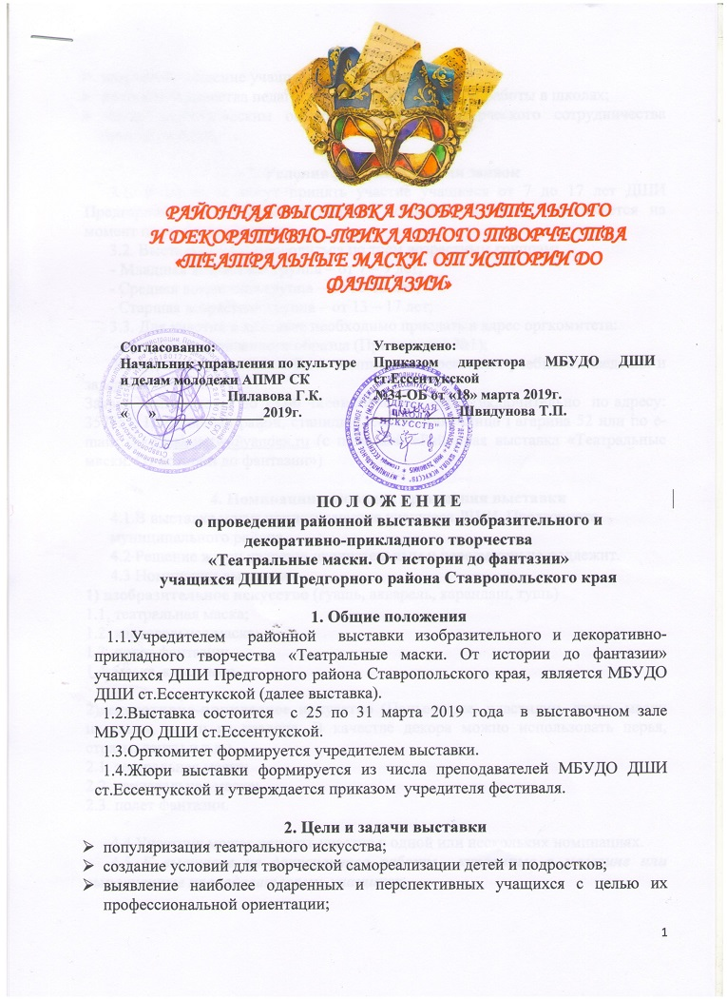 РАЙОННАЯ ВЫСТАВКА ИЗОБРАЗИТЕЛЬНОГО
И ДЕКОРАТИВНО-ПРИКЛАДНОГО ТВОРЧЕСТВА
«ТЕАТРАЛЬНЫЕ МАСКИ. ОТ ИСТОРИИ ДО
ФАНТАЗИИ»
Согласованно:
Начальник управления по культуре
и делам молодежи АПМР СК
______________ Пилавова Г.К.
«___»______________2019г.
Утверждено:
Приказом директора МБУДО ДШИ
ст.Ессентукской
№34-ОБ от «18» марта 2019г.
Швидунова Т.П.
"ДЕТСКАЯ
ШКОЛА
ИСКУССТВ"
П О Л О Ж Е Н И Е
о проведении районной выставки изобразительного и
декоративно-прикладного творчества
«Театральные маски. От истории до фантазии»
учащихся ДШИ Предгорного района Ставропольского края
1. Общие положения
1.1.Учредителем районной выставки изобразительного и декоративно-
прикладного творчества «Театральные маски. От истории до фантазии»
учащихся ДШИ Предгорного района Ставропольского края, является МБУДО
ДШИ ст.Ессентукской (далее выставка).
1.2.Выставка состоится с 25 по 31 марта 2019 года в выставочном зале
МБУДО ДШИ ст.Ессентукской.
1.3.Оргкомитет формируется учредителем выставки.
1.4.Жюри выставки формируется из числа преподавателей МБУДО ДШИ
ст.Ессентукской и утверждается приказом учредителя фестиваля.
2. Цели и задачи выставки
➢ популяризация театрального искусства;
➢ создание условий для творческой самореализации детей и подростков;
➢ выявление наиболее одаренных и перспективных учащихся с целью их
профессиональной ориентации;
1